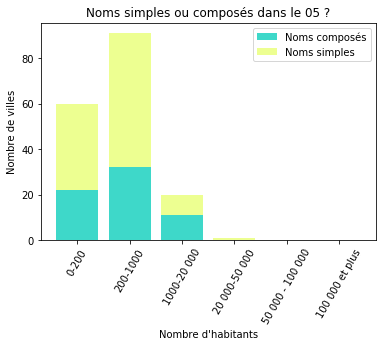 Noms simples ou composés dans le 05 ?
Noms composés
Noms simples
Nombre de villes
80
60
40
20
0
0-200
200-1000
1000-20 000
20 000-50 000
50 000 - 100 000
100 000 et plus
Nombre d'habitants